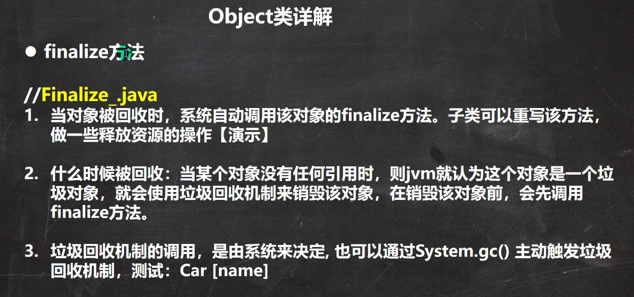 Object类详解
● finalize方法
//Finalize_.java
1. 当对象被回收时，系统自动调用该对象的finalize方法。子类可以重写该方法，
做一些释放资源的操作【演示】
2. 什么时候被回收：当某个对象没有任何引用时，则jvm就认为这个对象是一个垃
圾对象，就会使用垃圾回收机制来销毁该对象，在销毁该对象前，会先调用
finalize方法。
3. 垃圾回收机制的调用，是由系统来决定, 也可以通过System.gc() 主动触发垃圾
回收机制，测试：Car [name]